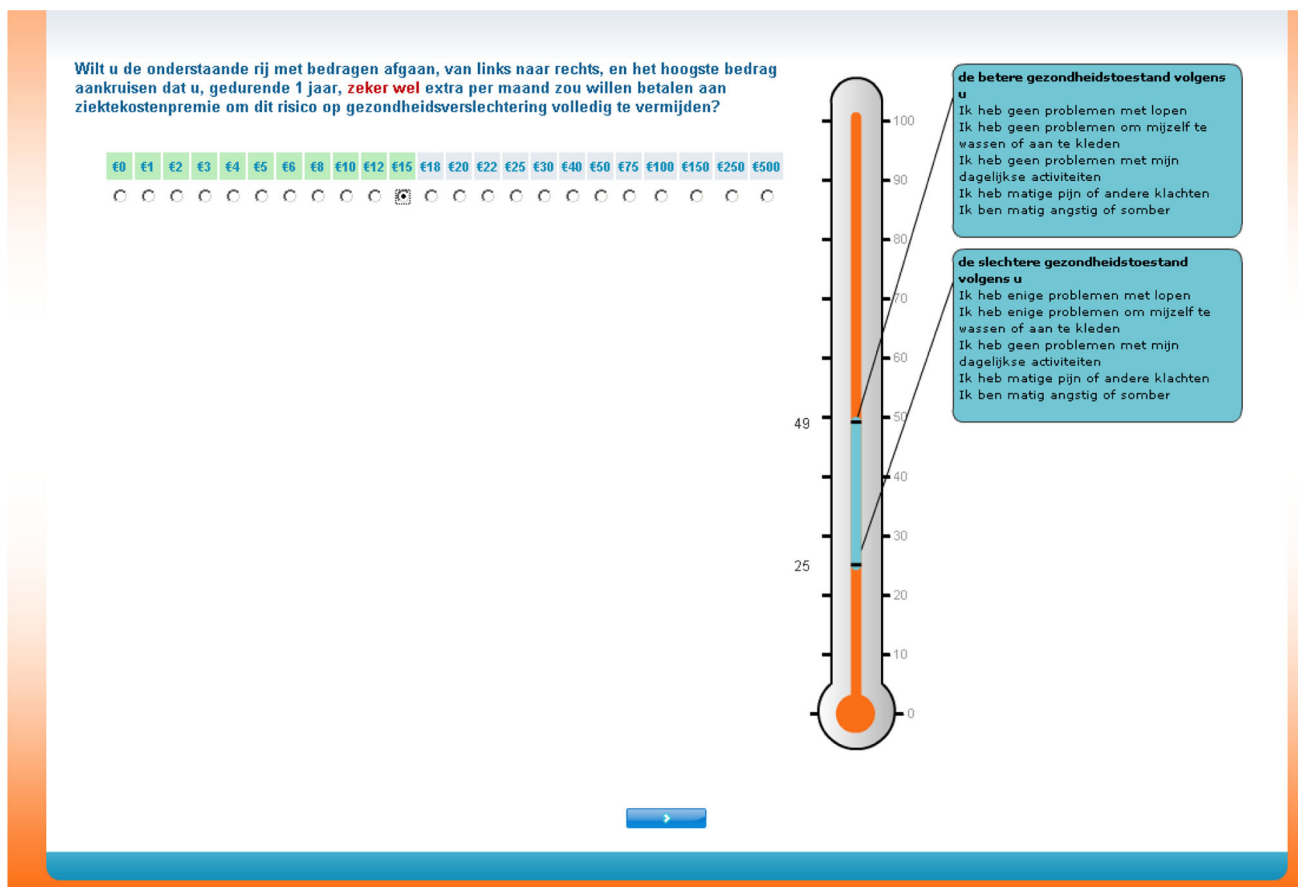 Wilt u de onderstaande rij met bedragen afgaan, van links naar rechts, en het hoogste bedrag
aankruisen dat u, gedurende 1 jaar, zeker wel extra per maand zou willen betalen aan
ziektekostenpremie om dit risico op gezondheidsverslechtering volledig te vermijden?
€0 €1 €2 €3 €4 €5 €6 €8 €10 €12 €15 €18 €20 €22 €25 €30 €40 €50 €75 €100 €150 €250 €500
100
90
80
70
60
50
49
40
30
25
20
10
0
de betere gezondheidstoestand volgens
u
Ik heb geen problemen met lopen
Ik heb geen problemen om mijzelf te
wassen of aan te kleden
Ik heb geen problemen met mijn
dagelijkse activiteiten
Ik heb matige pijn of andere klachten
Ik ben matig angstig of somber
de slechtere gezondheidstoestand
volgens u
Ik heb enige problemen met lopen
Ik heb enige problemen om mijzelf te
wassen of aan te kleden
Ik heb geen problemen met mijn
dagelijkse activiteiten
Ik heb matige pijn of andere klachten
Ik ben matig angstig of somber